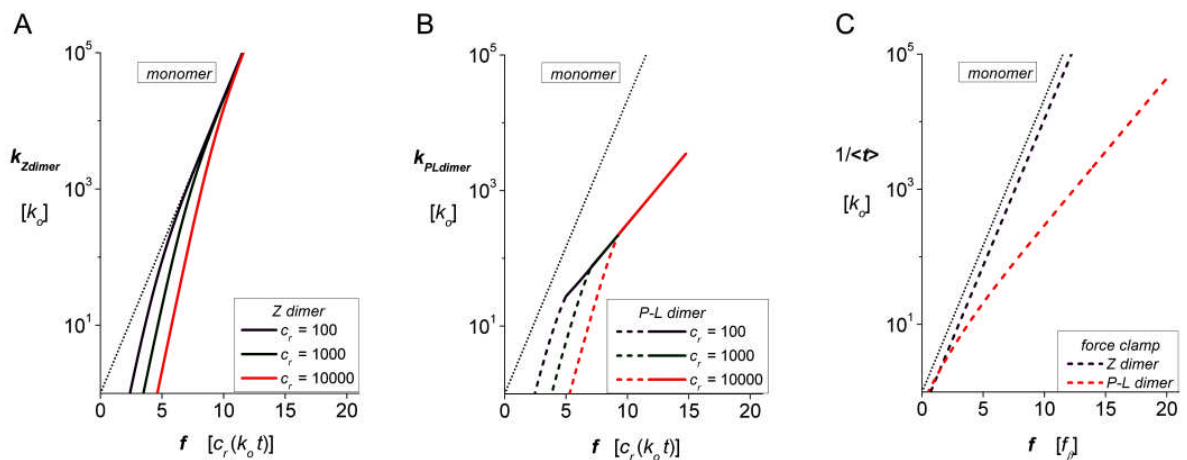 A
10^5
monomer
k_Zdimer
10^3
[k_o]
10^1
Z dimer
c_r = 100
c_r = 1000
c_r = 10000
0 5 10 15 20
f [c_r(k_o t)]
B
10^5
monomer
k_PLdimer
10^3
[k_o]
10^1
P-L dimer
c_r = 100
c_r = 1000
c_r = 10000
0 5 10 15 20
f [c_r(k_o t)]
C
10^5
monomer
1/<t>
10^3
[k_o]
10^1
force clamp
Z dimer
P-L dimer
0 5 10 15 20
f [f_β]